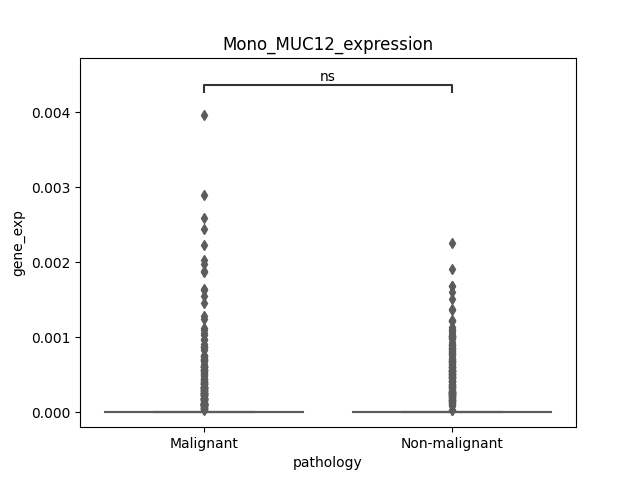 Mono_MUC12_expression
ns
0.004
0.003
0.002
0.001
0.000
gene_exp
Malignant
Non-malignant
pathology